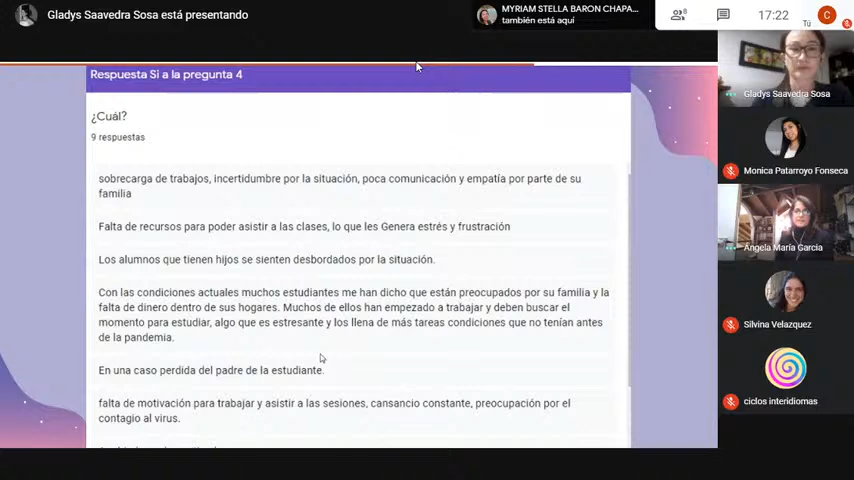 Gladys Saavedra Sosa está presentando
MYRIAM STELLA BARON CHAPA...
también está aquí
8
17:22
Tú
C
Respuesta Si a la pregunta 4
¿Cuál?
9 respuestas
sobrecarga de trabajos, incertidumbre por la situación, poca comunicación y empatía por parte de su
familia
Falta de recursos para poder asistir a las clases, lo que les Genera estrés y frustración
Los alumnos que tienen hijos se sienten desbordados por la situación.
Con las condiciones actuales muchos estudiantes me han dicho que están preocupados por su familia y la
falta de dinero dentro de sus hogares. Muchos de ellos han empezado a trabajar y deben buscar el
momento para estudiar, algo que es estresante y los llena de más tareas condiciones que no tenían antes
de la pandemia.
En una caso perdida del padre de la estudiante.
falta de motivación para trabajar y asistir a las sesiones, cansancio constante, preocupación por el
contagio al virus.
Gladys Saavedra Sosa
Monica Patarroyo Fonseca
Angela María Garcia
Silvina Velazquez
ciclos interidiomas